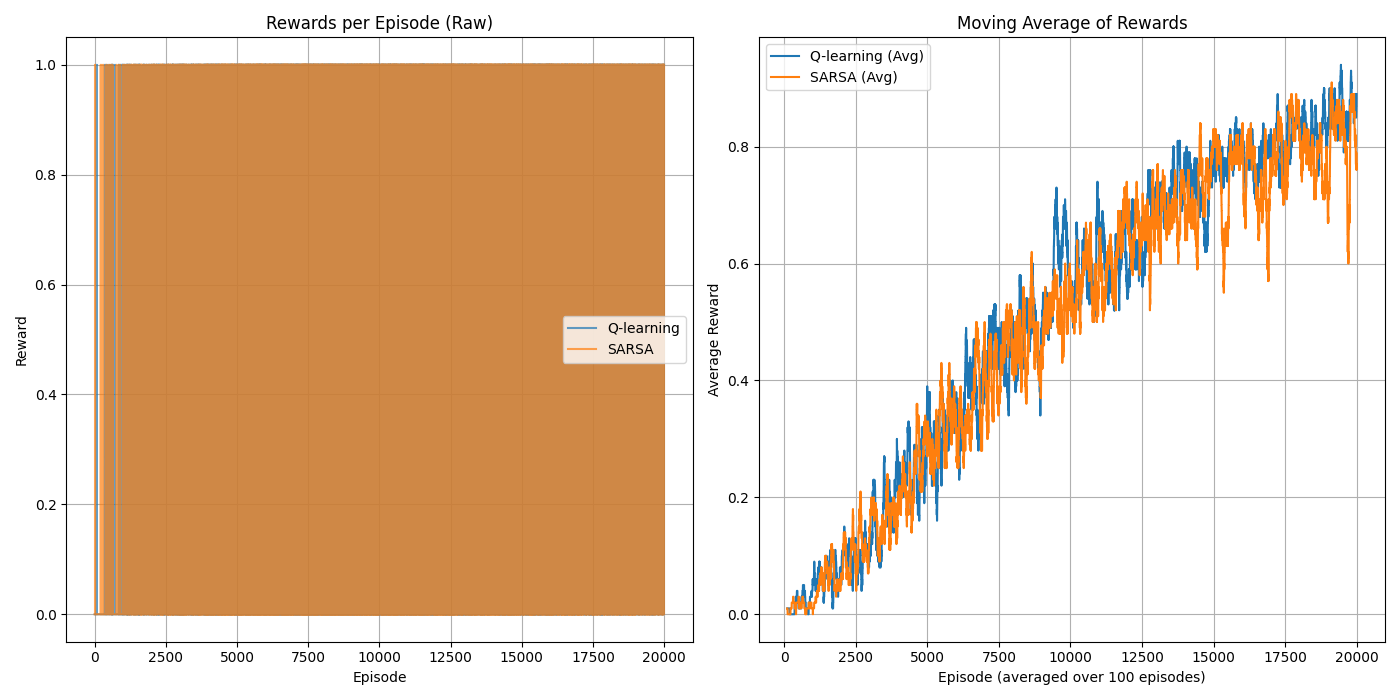 Rewards per Episode (Raw)
Reward
1.0
0.8
0.6
0.4
0.2
0.0
Q-learning
SARSA
0 2500 5000 7500 10000 12500 15000 17500 20000
Episode
Moving Average of Rewards
Q-learning (Avg)
SARSA (Avg)
Average Reward
0.8
0.6
0.4
0.2
0.0
0 2500 5000 7500 10000 12500 15000 17500 20000
Episode (averaged over 100 episodes)